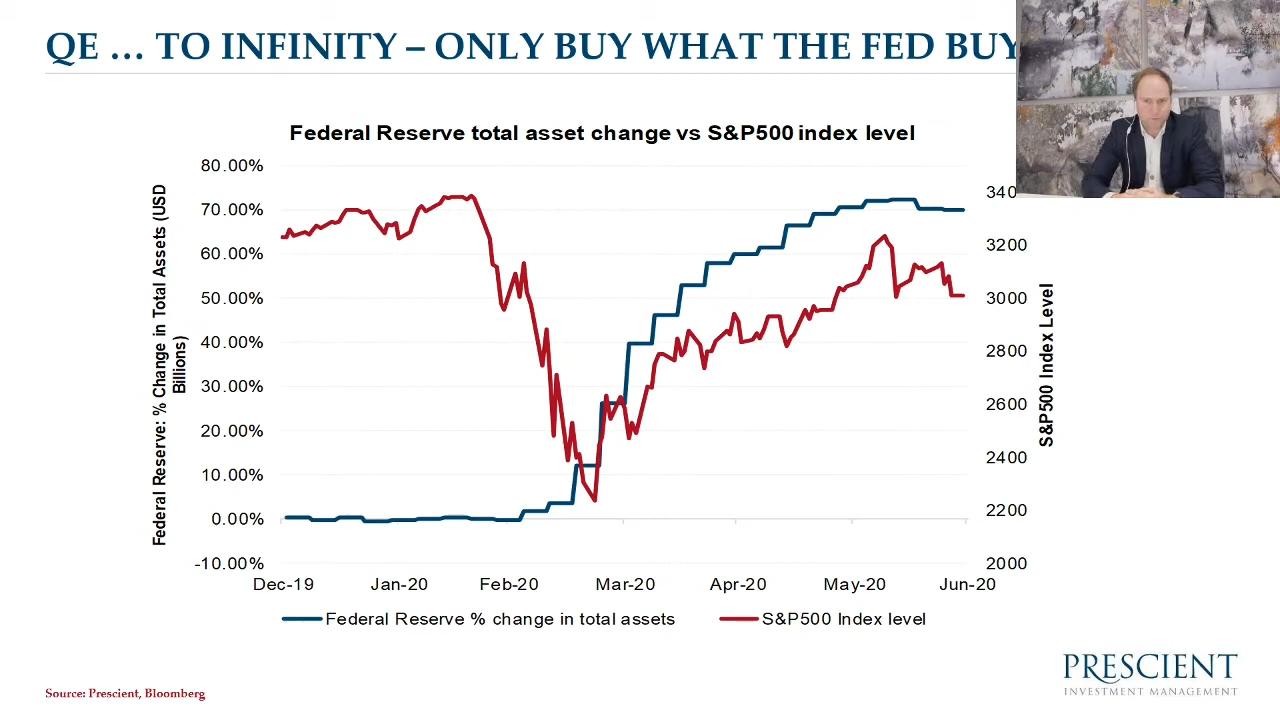 QE … TO INFINITY – ONLY BUY WHAT THE FED BUY
Federal Reserve total asset change vs S&P500 index level
Federal Reserve: % Change in Total Assets (USD
Billions)
80.00%
70.00%
60.00%
50.00%
40.00%
30.00%
20.00%
10.00%
0.00%
-10.00%
340
3200
3000
2800
2600
2400
2200
2000
S&P500 Index Level
Dec-19 Jan-20 Feb-20 Mar-20 Apr-20 May-20 Jun-20
Federal Reserve % change in total assets S&P500 Index level
PRESCIENT
INVESTMENT MANAGEMENT
Source: Prescient, Bloomberg